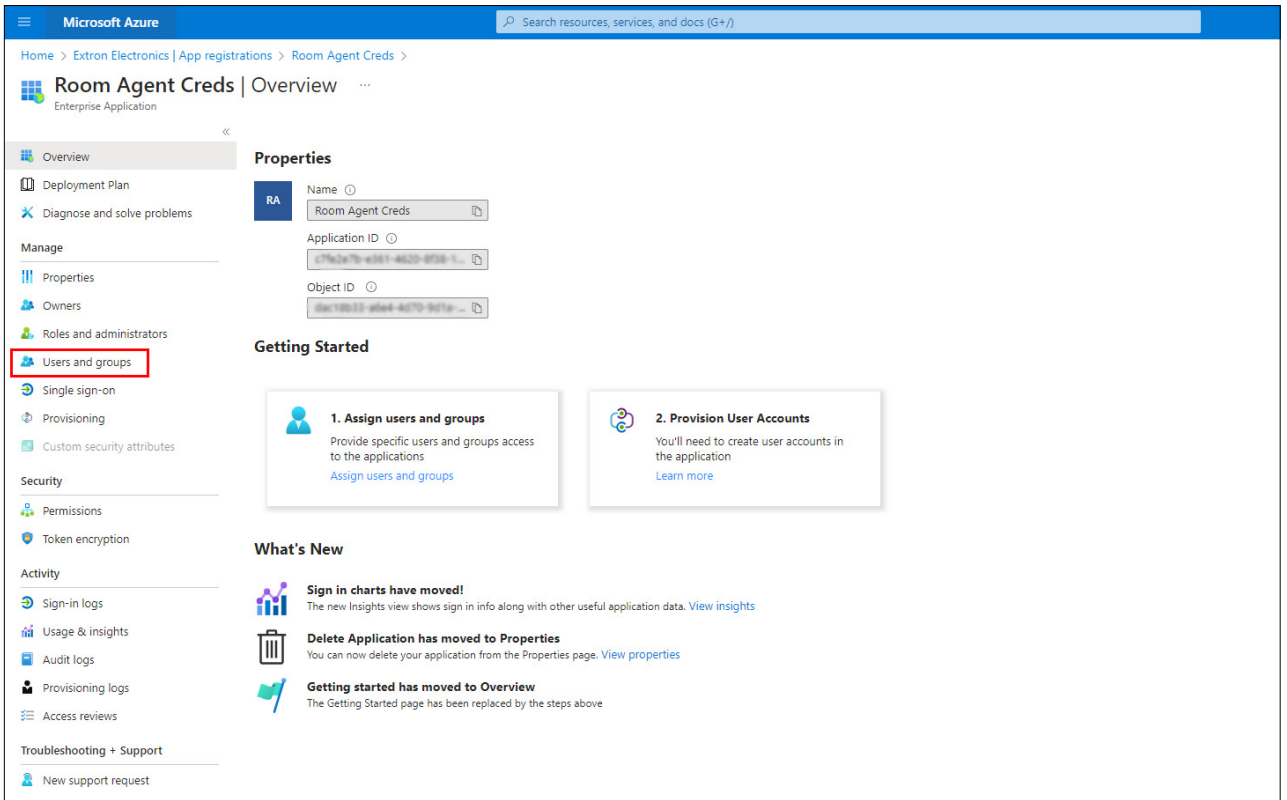 Microsoft Azure
Search resources, services, and docs (G+/)
Home > Extron Electronics | App registrations > Room Agent Creds >
Room Agent Creds | Overview ...
Enterprise Application
«
Overview
Deployment Plan
Diagnose and solve problems
Manage
Properties
Owners
Roles and administrators
Users and groups
Single sign-on
Provisioning
Custom security attributes
Security
Permissions
Token encryption
Activity
Sign-in logs
Usage & insights
Audit logs
Provisioning logs
Access reviews
Troubleshooting + Support
New support request
Properties
RA
Name
Room Agent Creds
Application ID
Object ID
Getting Started
1. Assign users and groups
Provide specific users and groups access
to the applications
Assign users and groups
2. Provision User Accounts
You'll need to create user accounts in
the application
Learn more
What's New
Sign in charts have moved!
The new Insights view shows sign in info along with other useful application data. View insights
Delete Application has moved to Properties
You can now delete your application from the Properties page. View properties
Getting started has moved to Overview
The Getting Started page has been replaced by the steps above